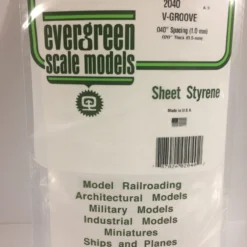 2040
V-GROOVE
.040" Spacing (1.0 mm)
evergreen
scale models
Sheet Styrene
Made in U.S.A.
Model Railroading
Architectural Models
Military Models
Industrial Models
Miniatures
Ships and Planes